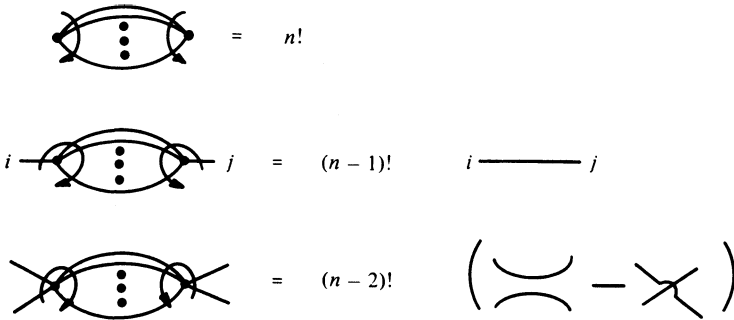 = n!
i j = (n − 1)! i j
= (n − 2)! ( − )